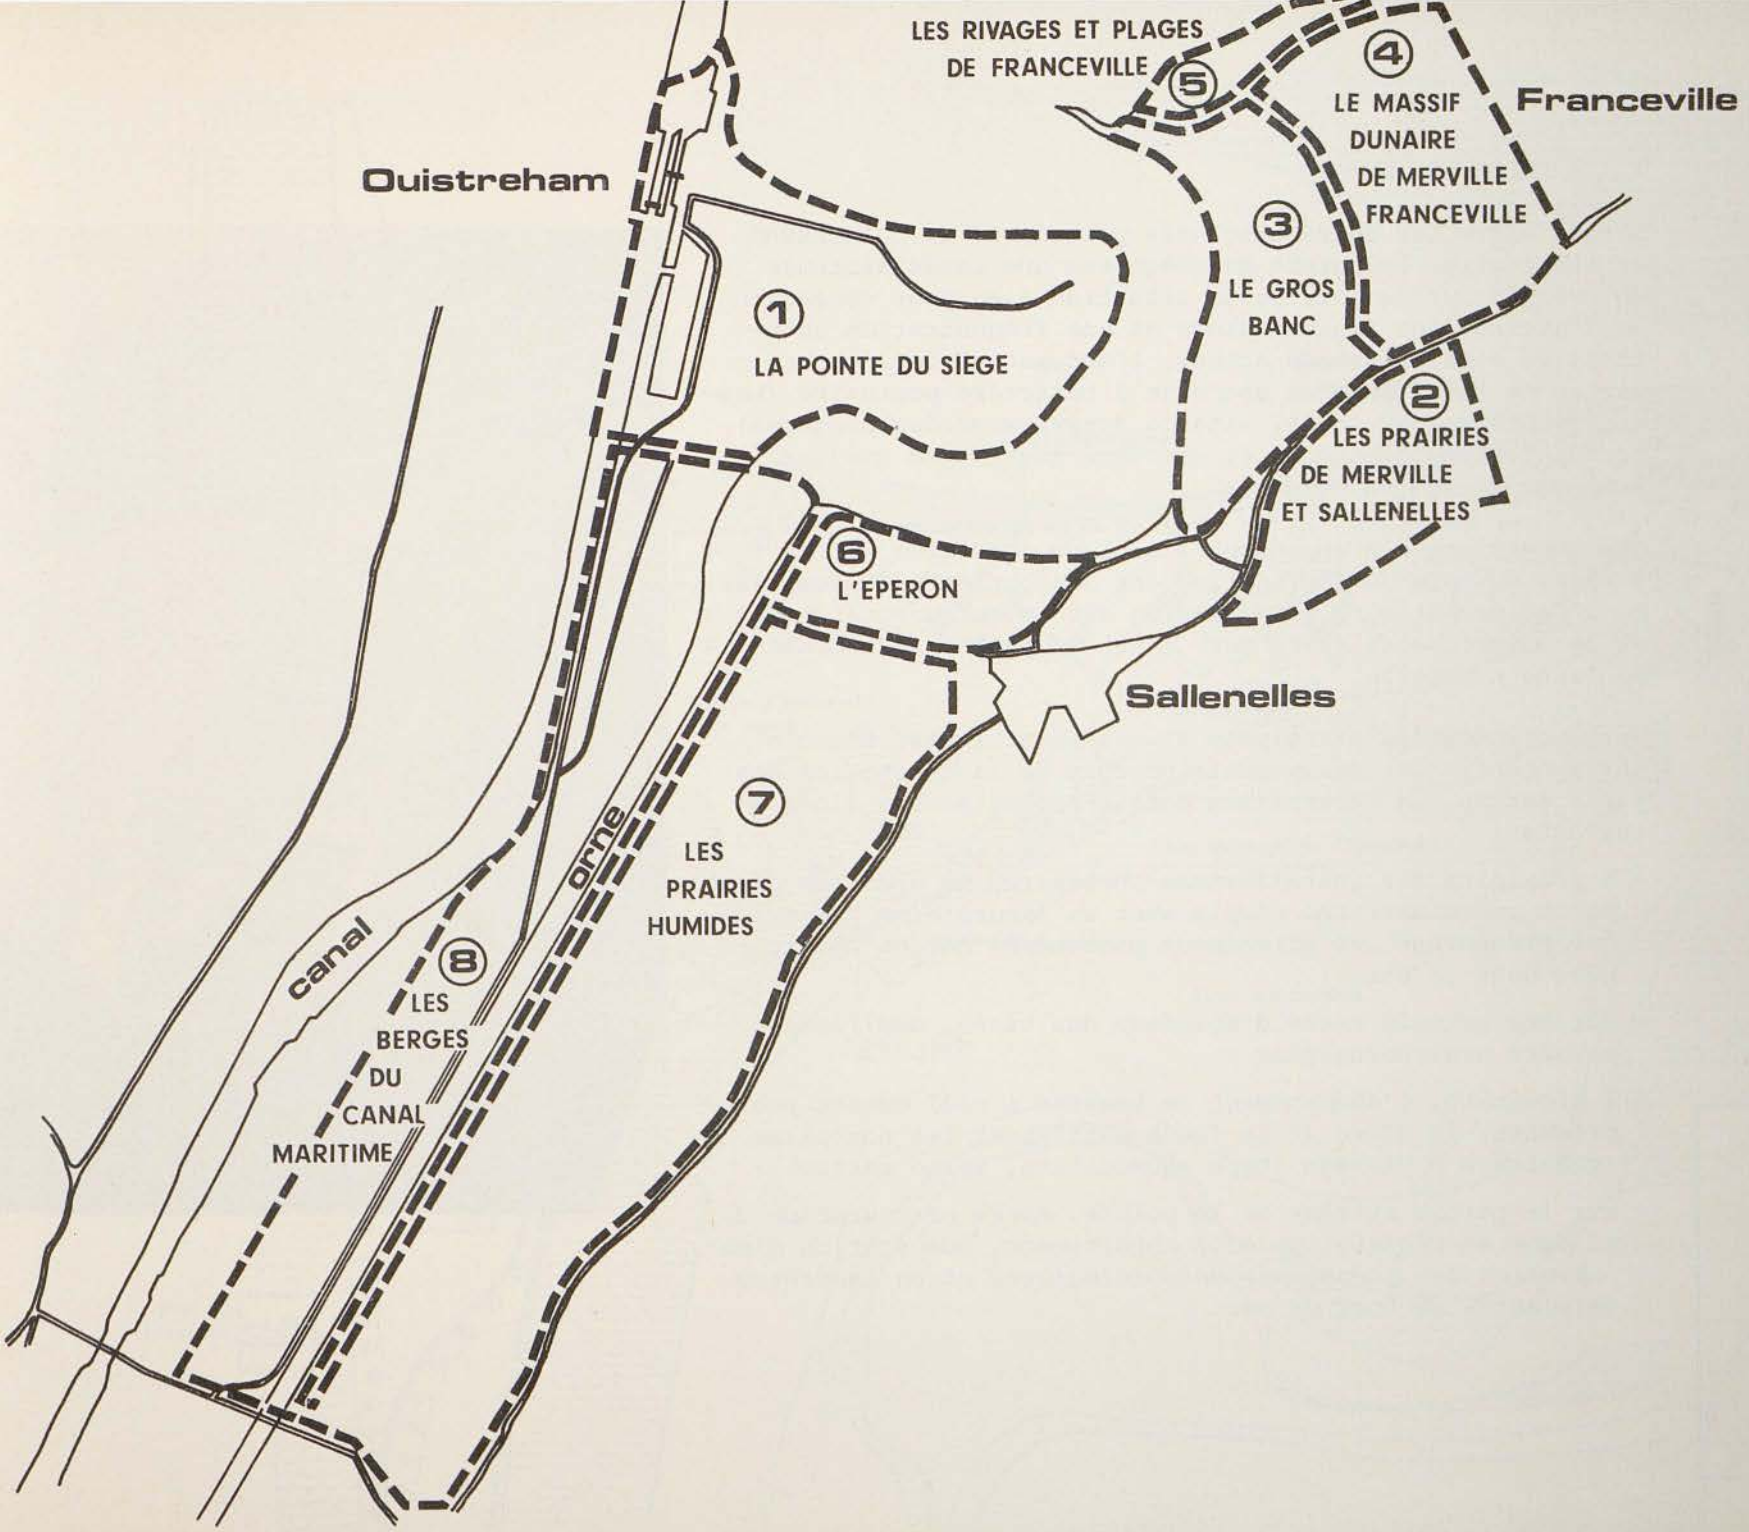 LES RIVAGES ET PLAGES
DE FRANCEVILLE
5
4
LE MASSIF
DUNAIRE
DE MERVILLE
FRANCEVILLE
Franceville
Ouistreham
3
LE GROS
BANC
1
LA POINTE DU SIEGE
2
LES PRAIRIES
DE MERVILLE
ET SALLENELLES
6
L'EPERON
Sallenelles
7
LES
PRAIRIES
HUMIDES
orne
canal
8
LES
BERGES
DU
CANAL
MARITIME